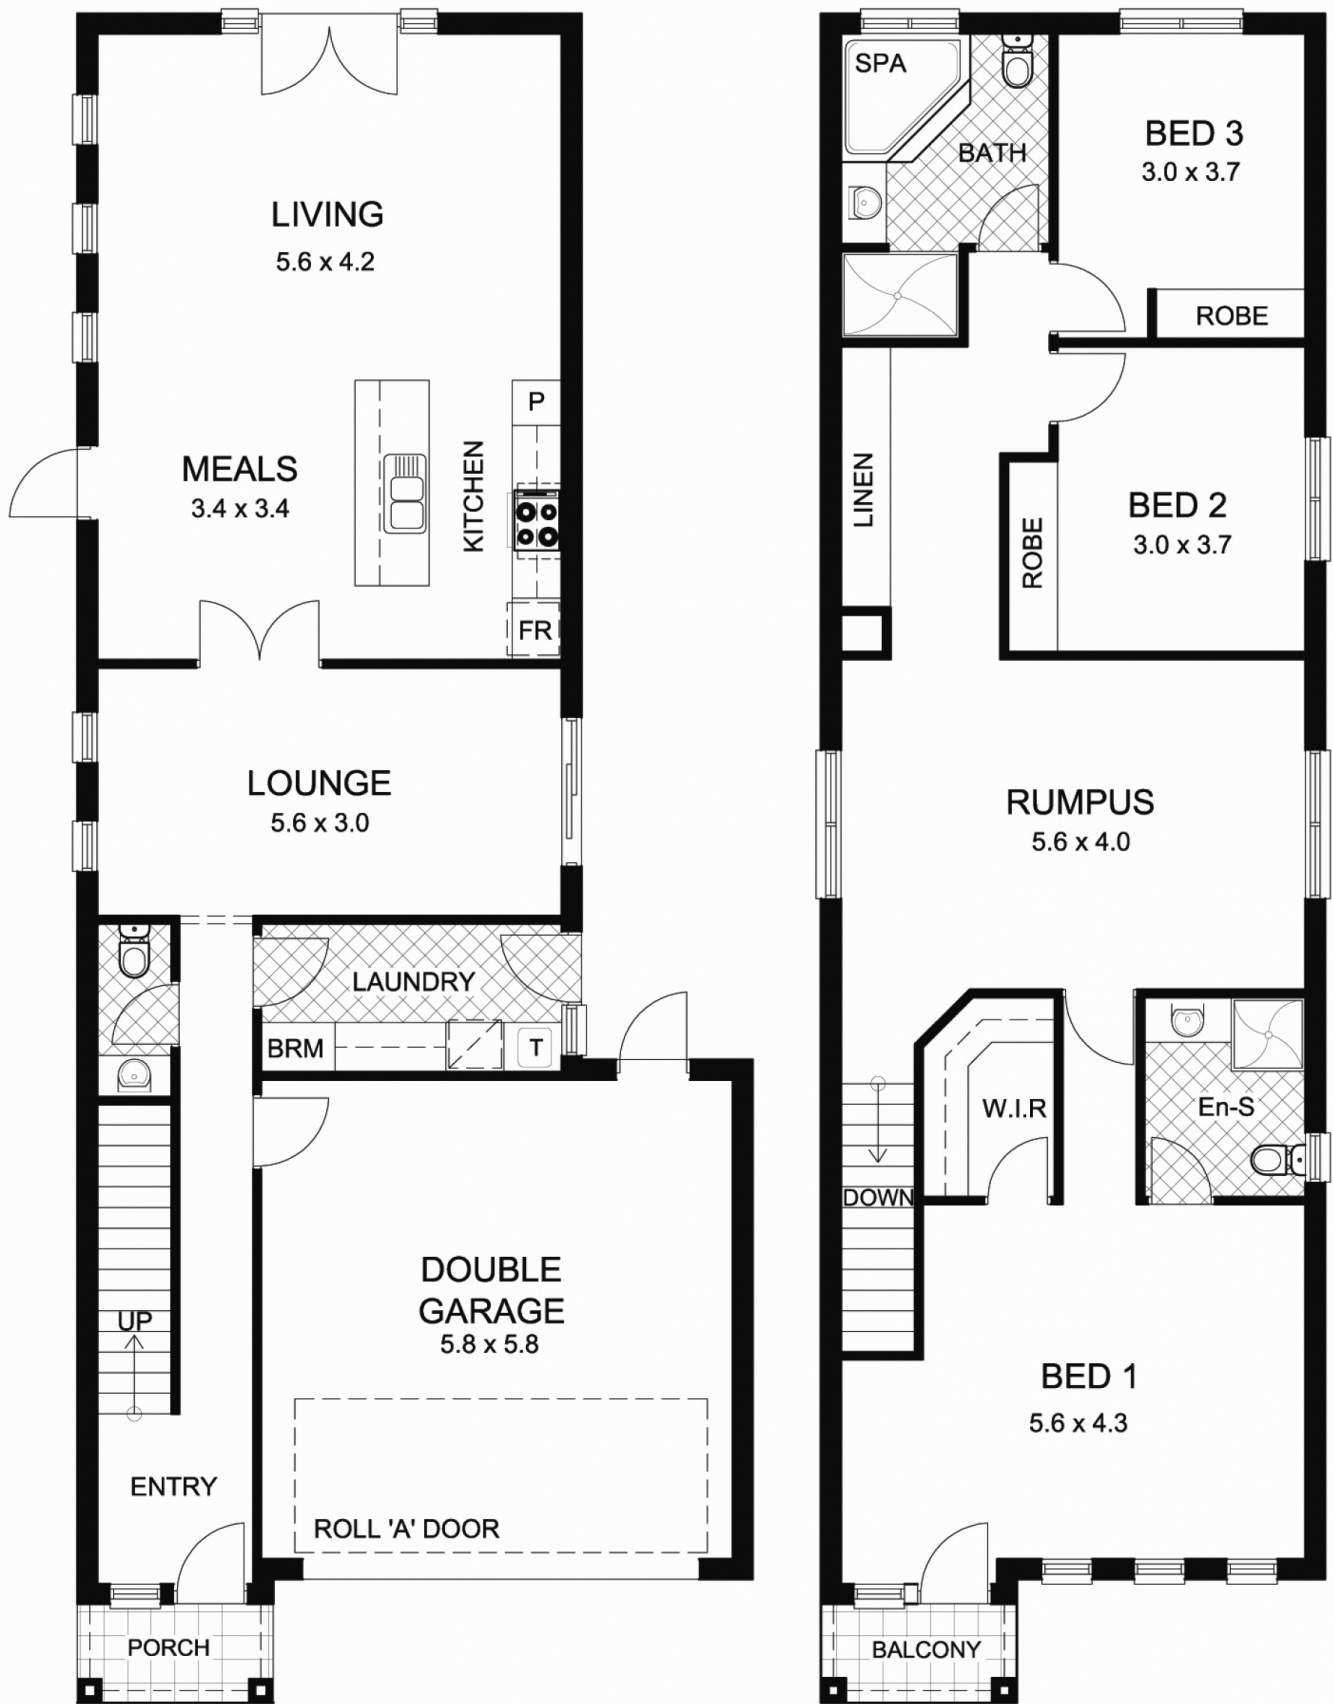 LIVING
5.6 x 4.2
P
KITCHEN
MEALS
3.4 x 3.4
FR
LOUNGE
5.6 x 3.0
LAUNDRY
BRM
T
DOUBLE
GARAGE
5.8 x 5.8
UP
ENTRY
ROLL 'A' DOOR
PORCH
SPA
BATH
BED 3
3.0 x 3.7
ROBE
LINEN
ROBE
BED 2
3.0 x 3.7
RUMPUS
5.6 x 4.0
W.I.R
En-S
DOWN
BED 1
5.6 x 4.3
BALCONY